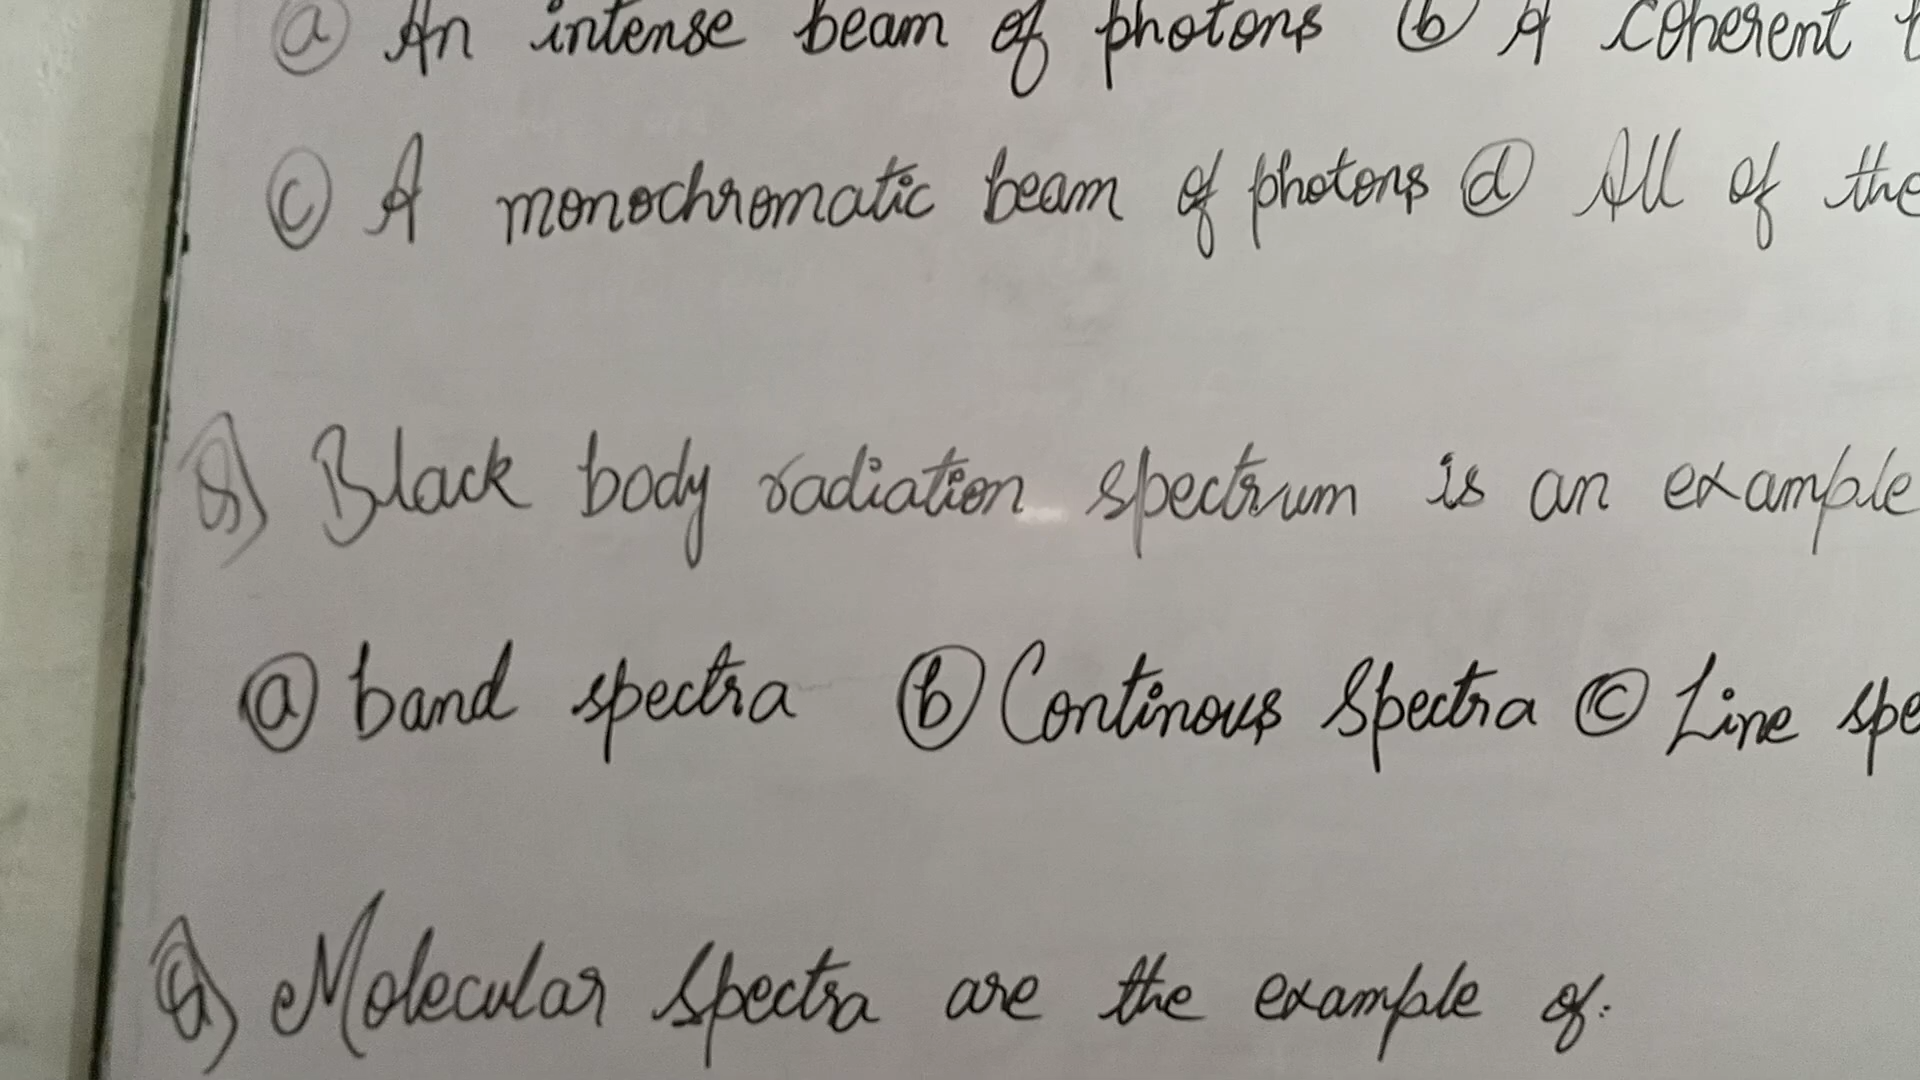 ⓐ An intense beam of photons ⓑ A coherent
ⓒ A monochromatic beam of photons ⓓ All of the
8) Black body radiation spectrum is an example
ⓐ band spectra ⓑ Continous Spectra ⓒ Line spe
9) Molecular Spectra are the example of: